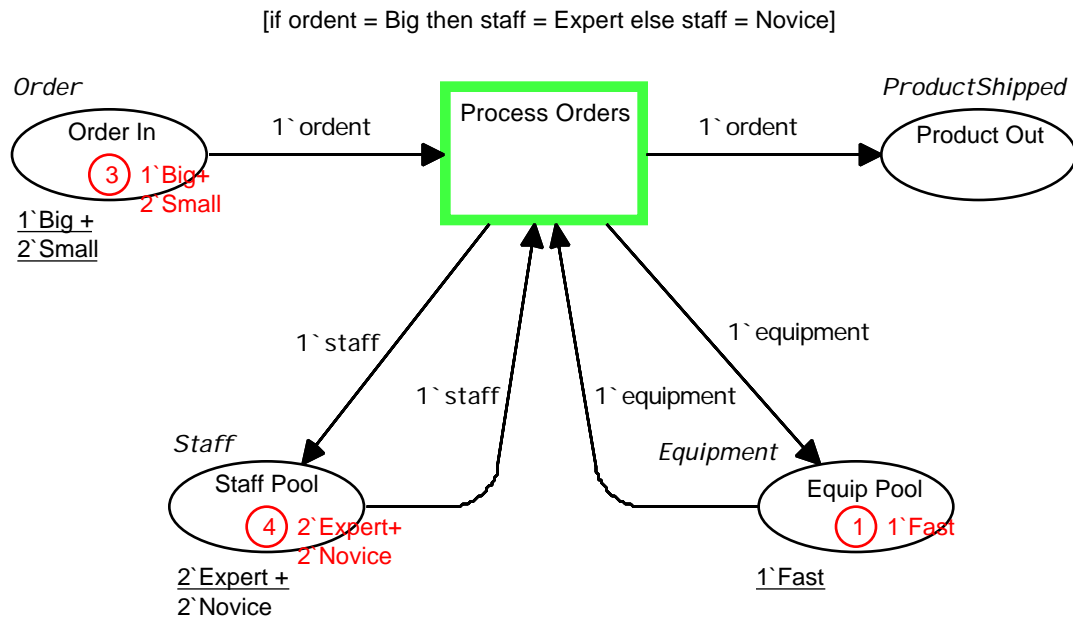 [if ordent = Big then staff = Expert else staff = Novice]
Order
ProductShipped
Order In
1`ordent
Process Orders
1`ordent
Product Out
3
1`Big+
2`Small
1`Big +
2`Small
1`staff
1`equipment
1`staff
1`equipment
Staff
Equipment
Staff Pool
Equip Pool
4
2`Expert+
2`Novice
1
1`Fast
2`Expert +
2`Novice
1`Fast